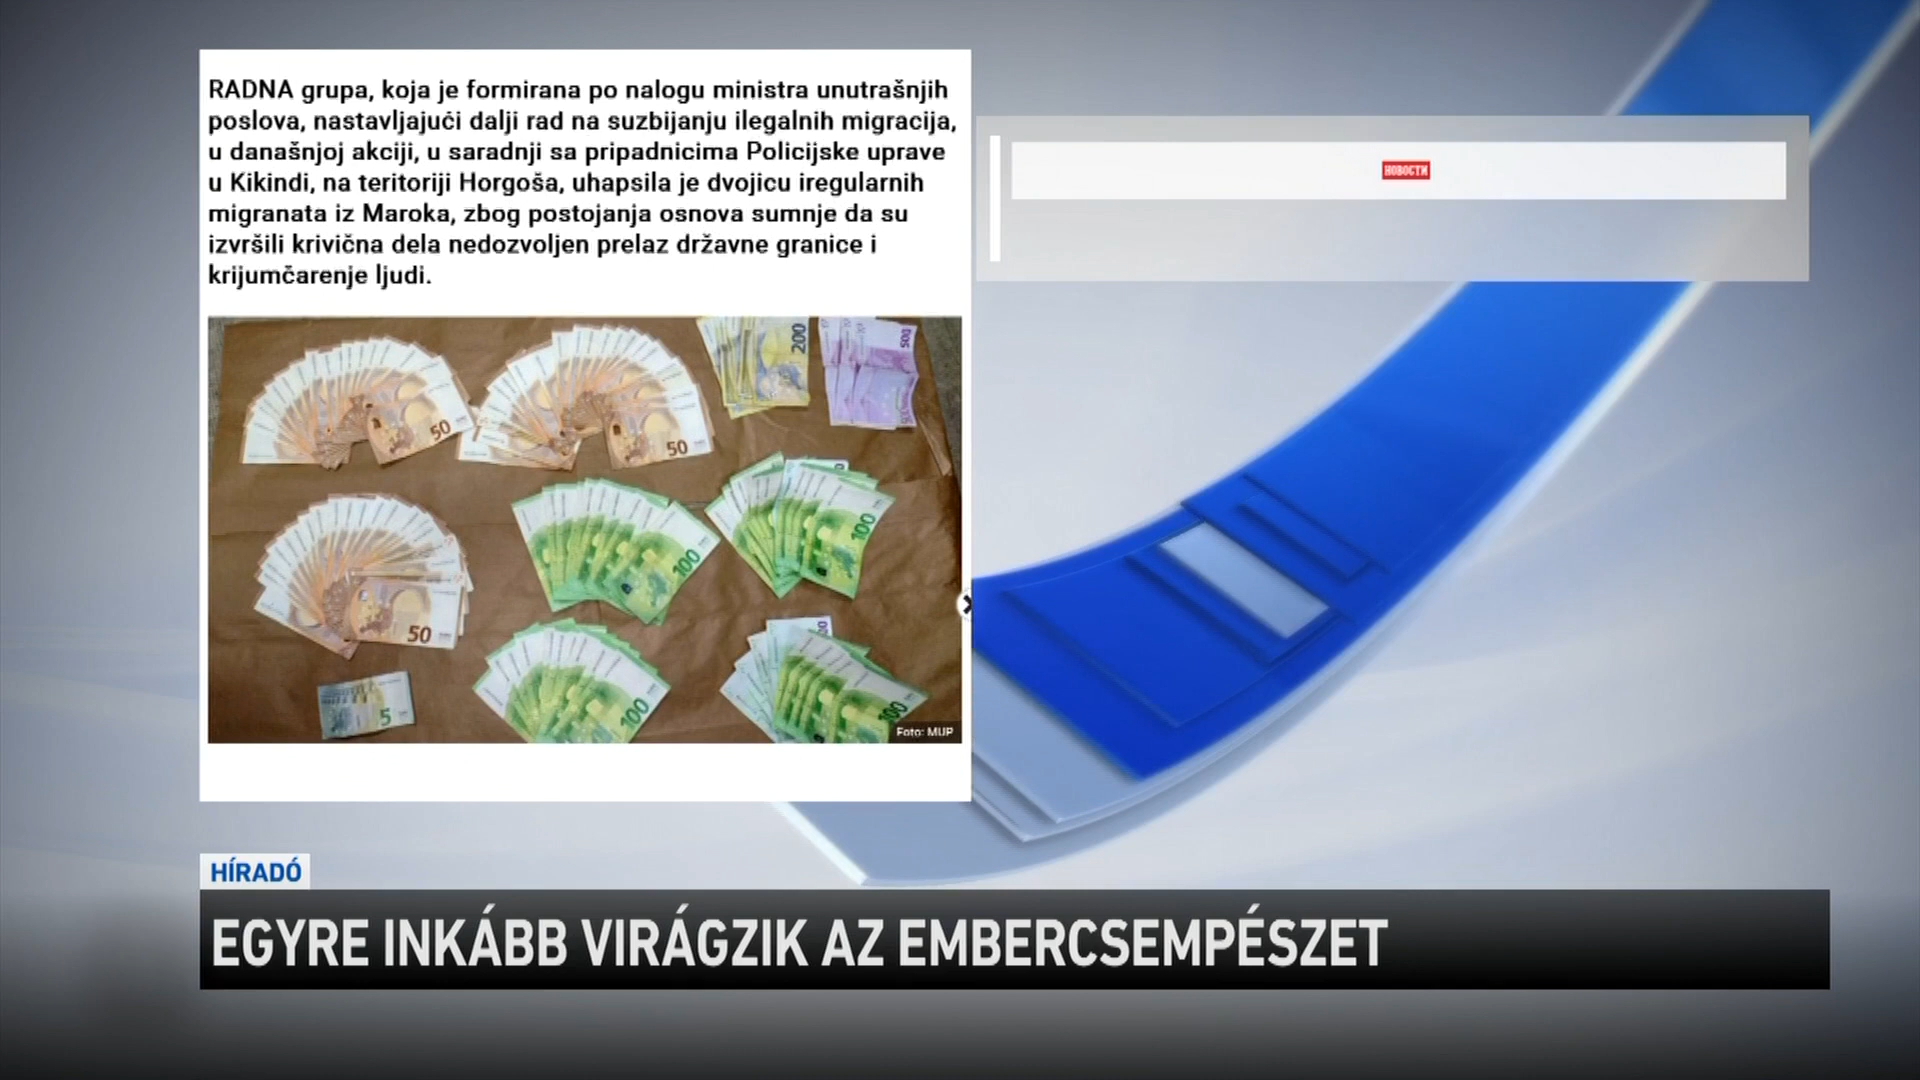 RADNA grupa, koja je formirana po nalogu ministra unutrašnjih
poslova, nastavljajući dalji rad na suzbijanju ilegalnih migracija,
u današnjoj akciji, u saradnji sa pripadnicima Policijske uprave
u Kikindi, na teritoriji Horgoša, uhapsila je dvojicu iregularnih
migranata iz Maroka, zbog postojanja osnova sumnje da su
izvršili krivična dela nedozvoljen prelaz državne granice i
krijumčarenje ljudi.
НОВОСТИ
200
500
50
50
100
100
50
5
100
100
Foto: MUP
HÍRADÓ
EGYRE INKÁBB VIRÁGZIK AZ EMBERCSEMPÉSZET